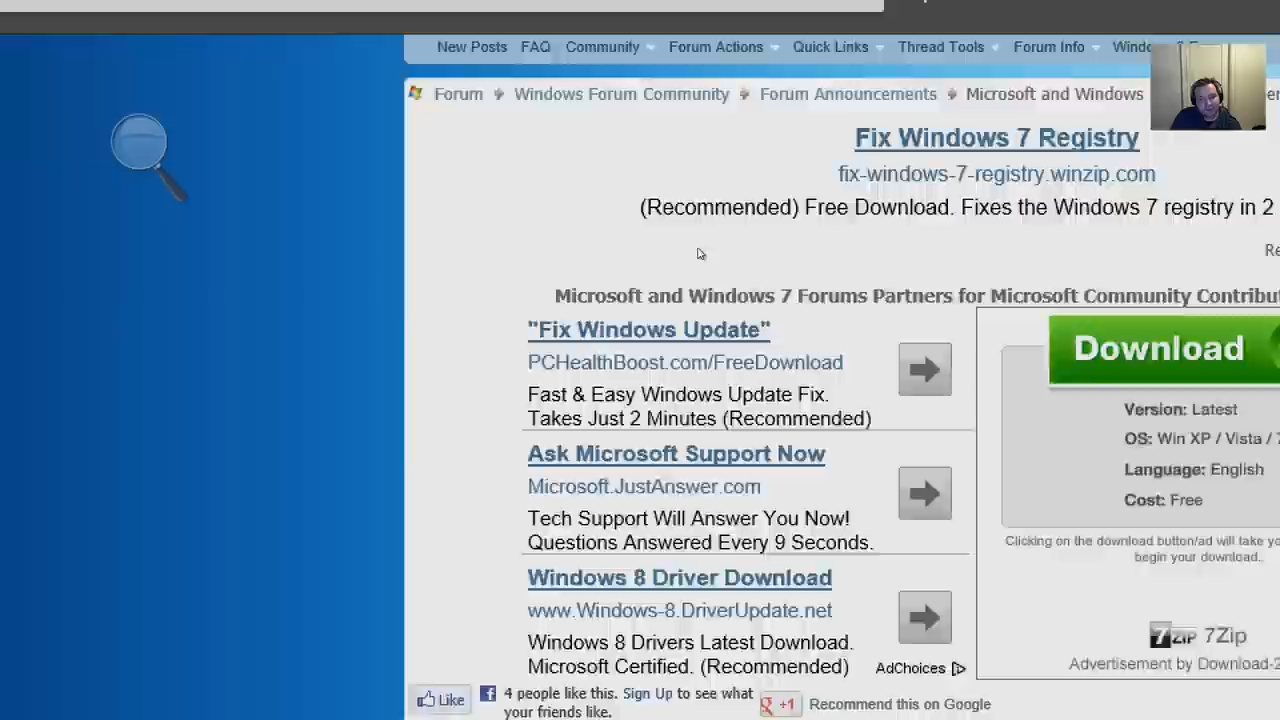 New Posts FAQ Community Forum Actions Quick Links Thread Tools Forum Info
Forum Windows Forum Community Forum Announcements Microsoft and Windows
Fix Windows 7 Registry
fix-windows-7-registry.winzip.com
(Recommended) Free Download. Fixes the Windows 7 registry in 2
Microsoft and Windows 7 Forums Partners for Microsoft Community
"Fix Windows Update"
PCHealthBoost.com/FreeDownload
Fast & Easy Windows Update Fix.
Takes Just 2 Minutes (Recommended)
Ask Microsoft Support Now
Microsoft.JustAnswer.com
Tech Support Will Answer You Now!
Questions Answered Every 9 Seconds.
Windows 8 Driver Download
www.Windows-8.DriverUpdate.net
Windows 8 Drivers Latest Download.
Microsoft Certified. (Recommended)
AdChoices
Download
Version: Latest
OS: Win XP / Vista /
Language: English
Cost: Free
Clicking on the download button/ad will take
begin your download.
7ZIP 7Zip
Advertisement by
Like
4 people like this. Sign Up to see what
your friends like.
g +1 Recommend this on Google